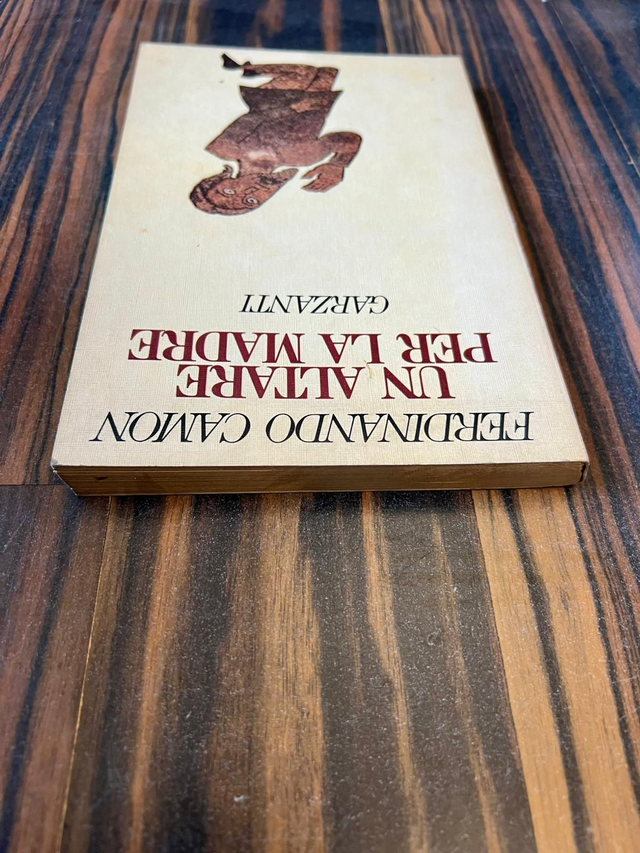 FERDINANDO CAMON
UN ALTARE
PER LA MADRE
GARZANTI